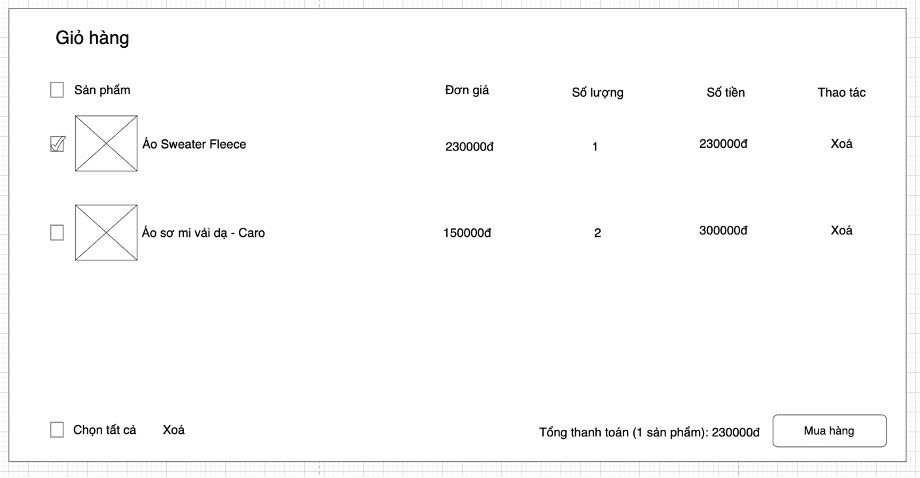 Giỏ hàng
Sản phẩm Đơn giá Số lượng Số tiền Thao tác
Áo Sweater Fleece 230000đ 1 230000đ Xoá
Áo sơ mi vải dạ - Caro 150000đ 2 300000đ Xoá
Chọn tất cả Xoá Tổng thanh toán (1 sản phẩm): 230000đ Mua hàng